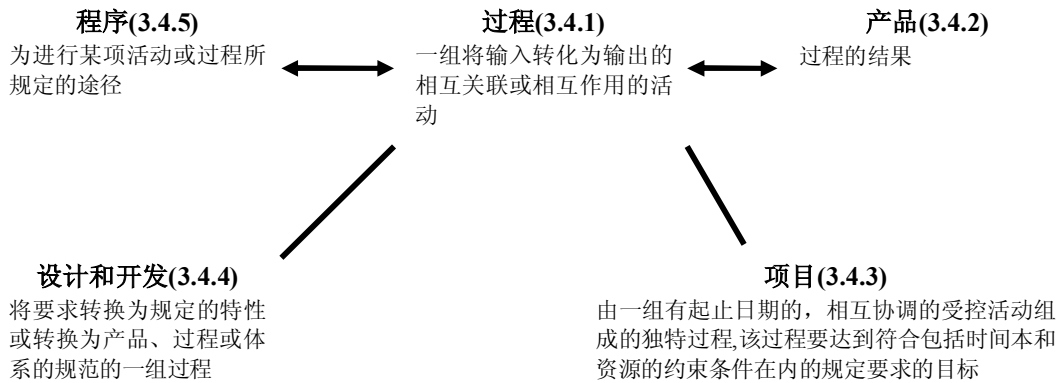 程序(3.4.5)
为进行某项活动或过程所
规定的途径
过程(3.4.1)
一组将输入转化为输出的
相互关联或相互作用的活
动
产品(3.4.2)
过程的结果
设计和开发(3.4.4)
将要求转换为规定的特性
或转换为产品、过程或体
系的规范的一组过程
项目(3.4.3)
由一组有起止日期的，相互协调的受控活动组
成的独特过程,该过程要达到符合包括时间本和
资源的约束条件在内的规定要求的目标